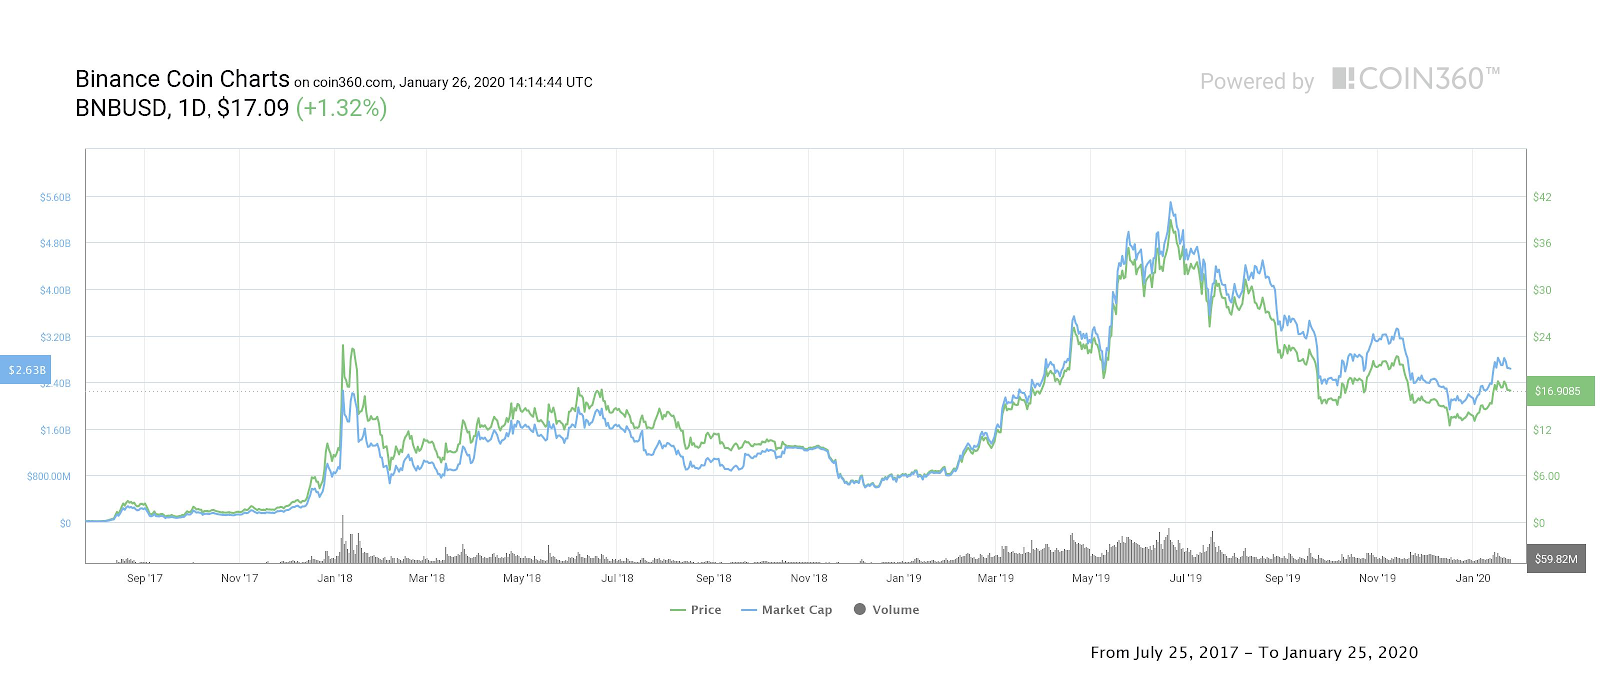 Binance Coin Charts on coin360.com, January 26, 2020 14:14:44 UTC
BNBUSD, 1D, $17.09 (+1.32%)
Powered by COIN360™
$5.60B
$4.80B
$4.00B
$3.20B
$2.63B
$2.40B
$1.60B
$800.00M
$0
$42
$36
$30
$24
$16.9085
$12
$6.00
$0
$59.82M
Sep '17 Nov '17 Jan '18 Mar '18 May '18 Jul '18 Sep '18 Nov '18 Jan '19 Mar '19 May '19 Jul '19 Sep '19 Nov '19 Jan '20
Price Market Cap Volume
From July 25, 2017 – To January 25, 2020